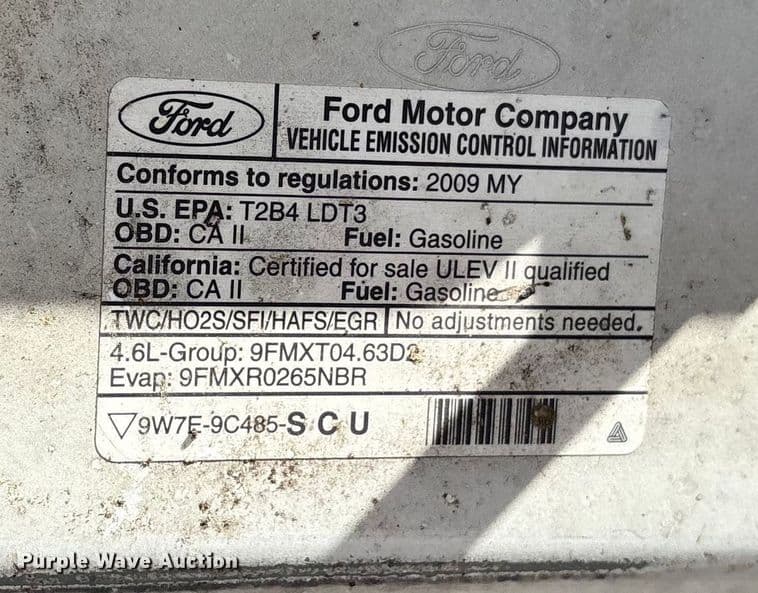 Ford
Ford
Ford Motor Company
VEHICLE EMISSION CONTROL INFORMATION
Conforms to regulations: 2009 MY
U.S. EPA: T2B4 LDT3
OBD: CA II Fuel: Gasoline
California: Certified for sale ULEV II qualified
OBD: CA II Fuel: Gasoline
TWC/HO2S/SFI/HAFS/EGR No adjustments needed.
4.6L-Group: 9FMXT04.63D2
Evap: 9FMXR0265NBR
9W7E-9C485-SCU
Purple Wave Auction